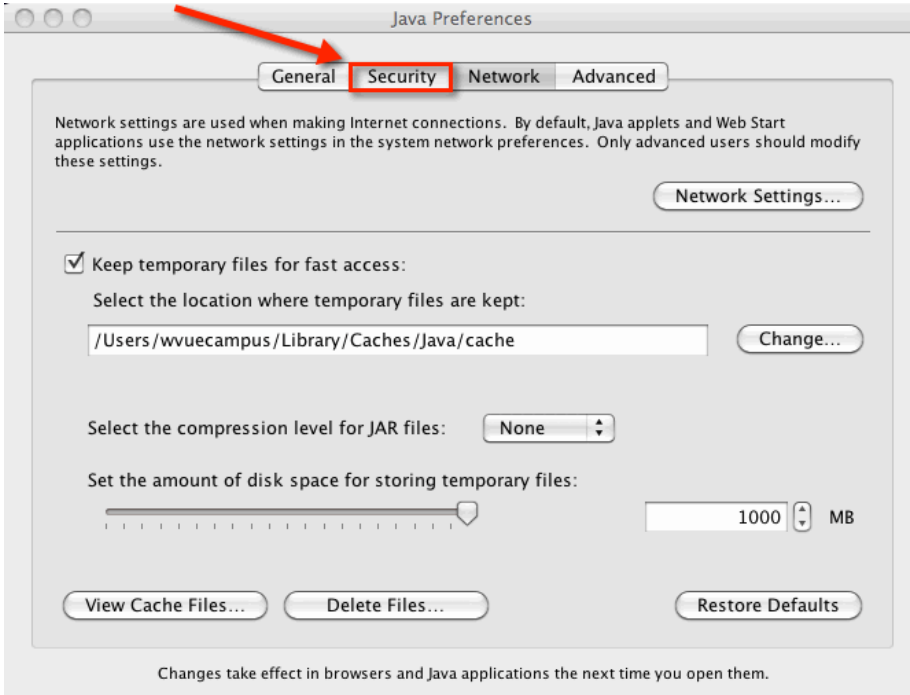 Java Preferences
General Security Network Advanced
Network settings are used when making Internet connections. By default, Java applets and Web Start
applications use the network settings in the system network preferences. Only advanced users should modify
these settings.
Network Settings...
Keep temporary files for fast access:
Select the location where temporary files are kept:
/Users/wvuecampus/Library/Caches/Java/cache Change...
Select the compression level for JAR files: None
Set the amount of disk space for storing temporary files:
1000 MB
View Cache Files... Delete Files... Restore Defaults
Changes take effect in browsers and Java applications the next time you open them.